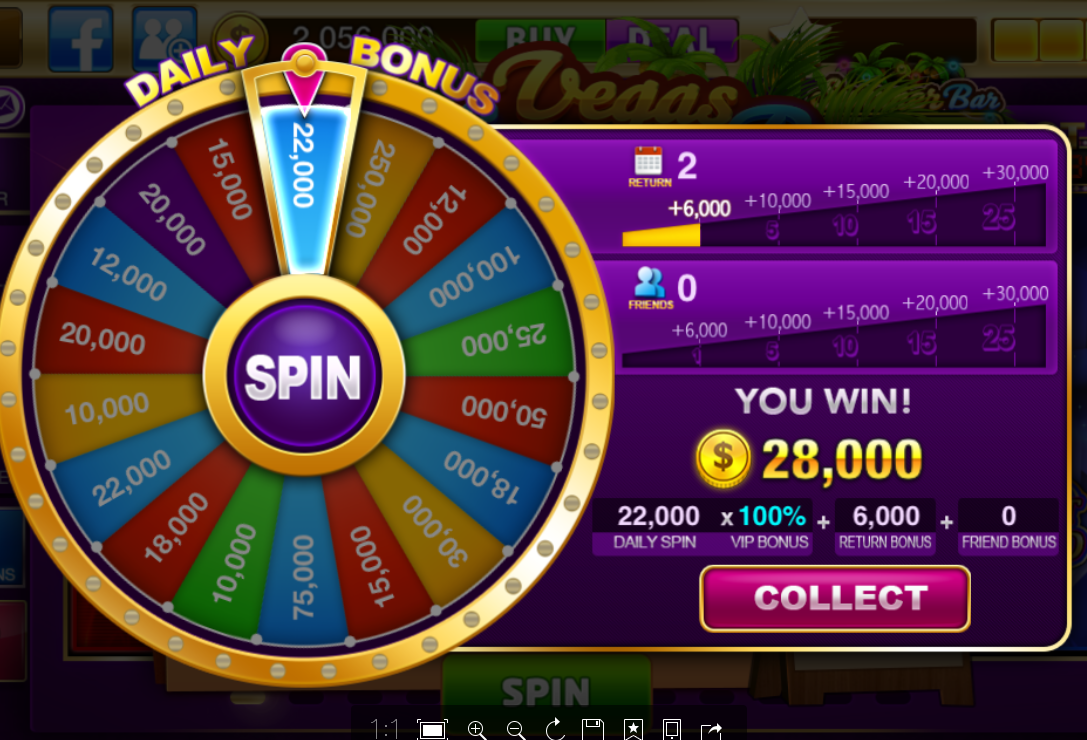 2,056,000
BUY DEAL
DAILY BONUS
Vegas
Bar
22,000
250,000
12,000
100,000
25,000
50,000
18,000
30,000
15,000
75,000
10,000
18,000
22,000
10,000
20,000
12,000
20,000
15,000
SPIN
2
RETURN
+6,000 +10,000 +15,000 +20,000 +30,000
5 10 15 25
0
FRIENDS
+6,000 +10,000 +15,000 +20,000 +30,000
1 5 10 15 25
YOU WIN!
$ 28,000
22,000 x 100% + 6,000 + 0
DAILY SPIN VIP BONUS RETURN BONUS FRIEND BONUS
COLLECT
SPIN
1:1